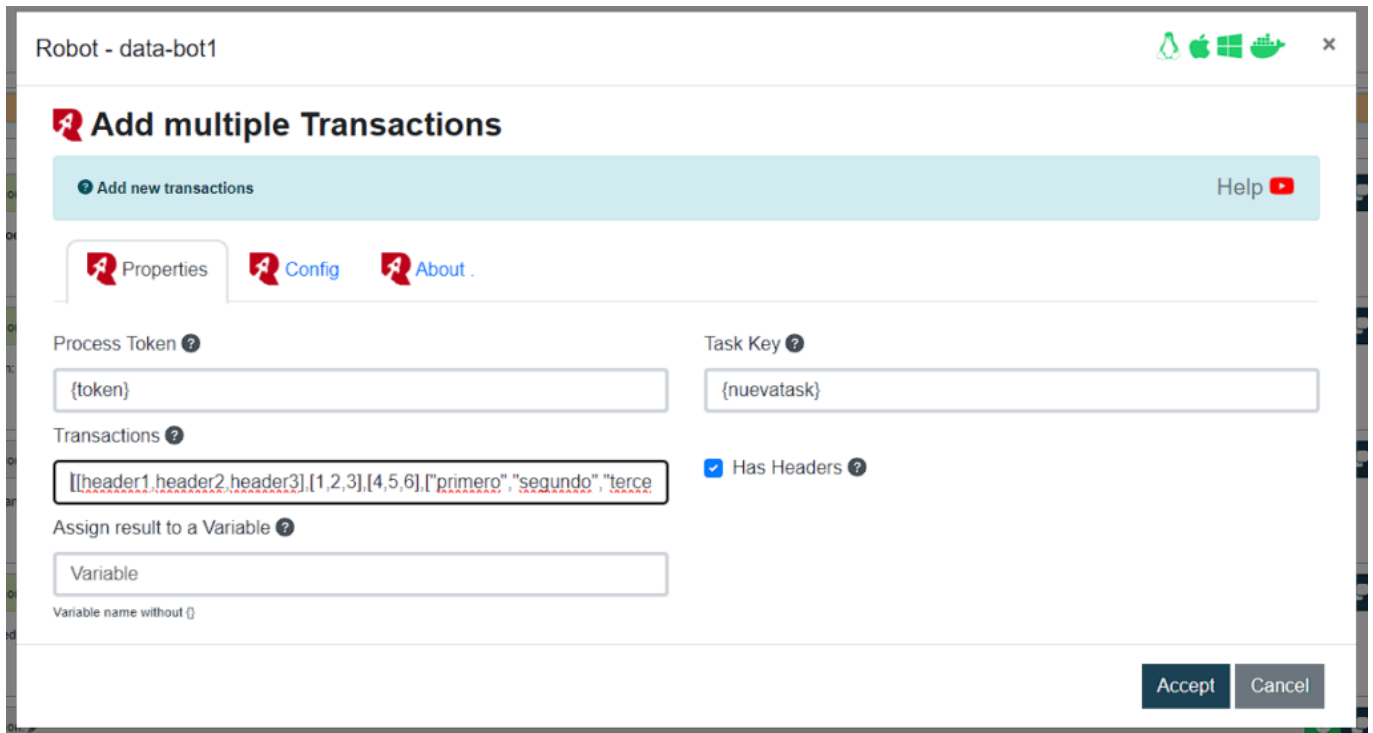 Robot - data-bot1
×
Add multiple Transactions
Add new transactions
Help
Properties
Config
About .
Process Token
Task Key
{token}
{nuevatask}
Transactions
[[header1,header2,header3],[1,2,3],[4,5,6],["primero","segundo","terce
Has Headers
Assign result to a Variable
Variable
Variable name without {}
Accept
Cancel